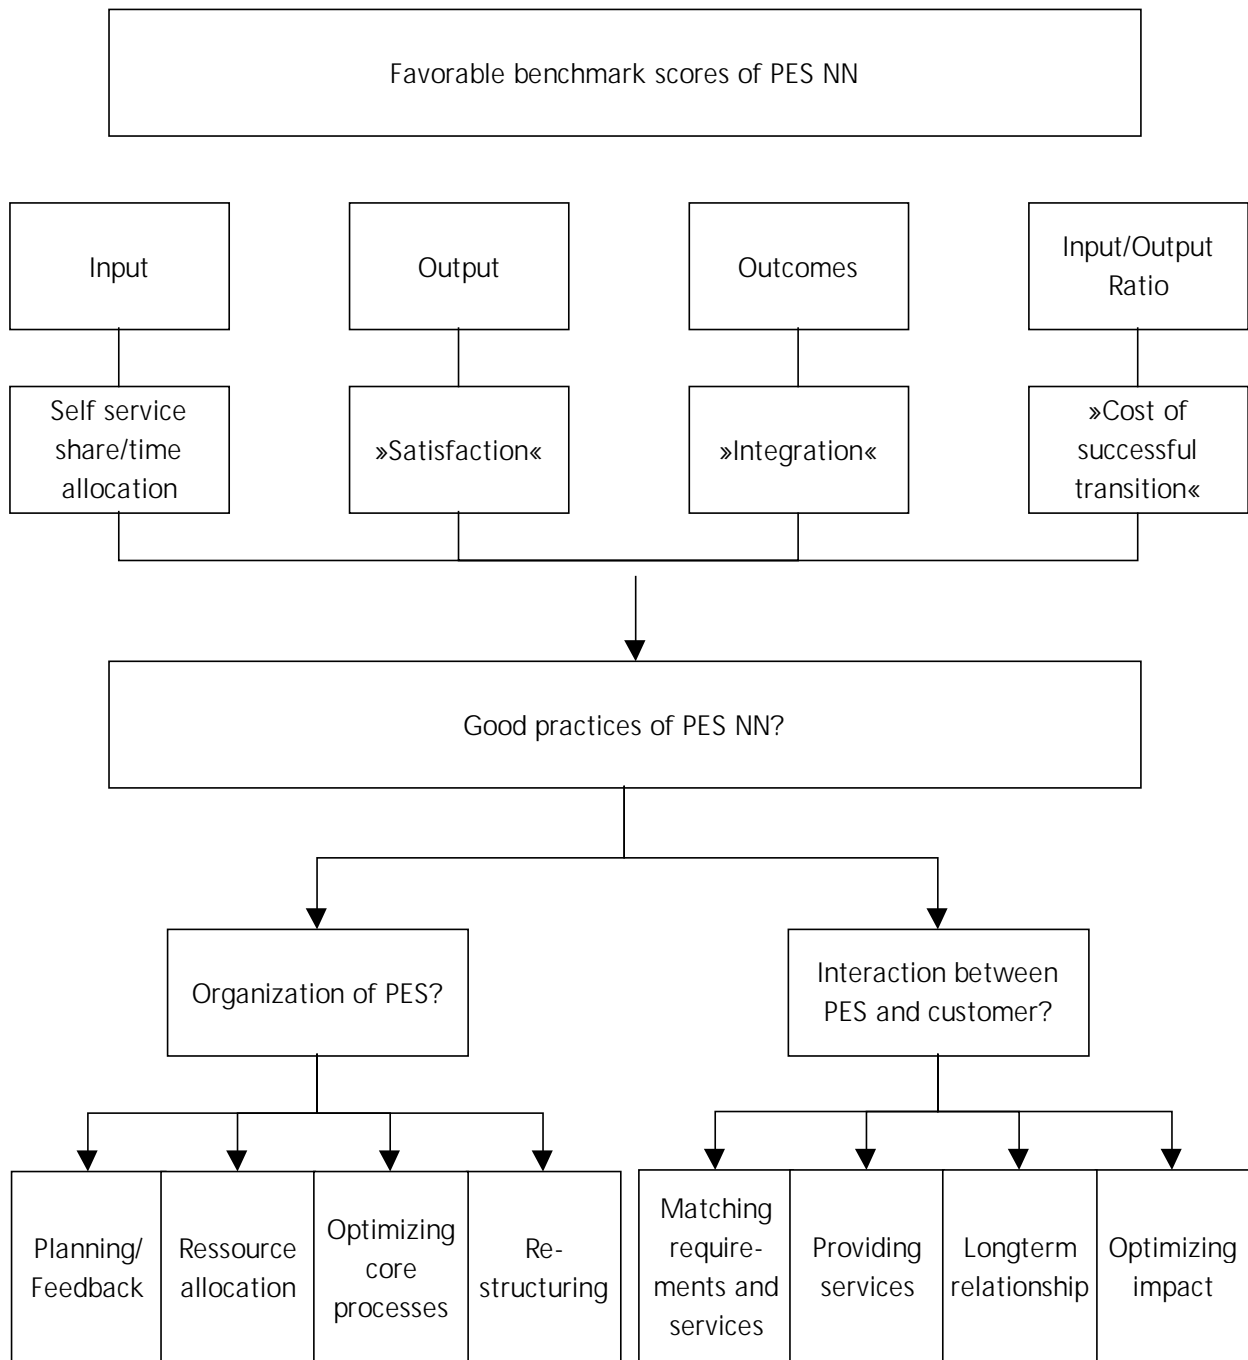 Favorable benchmark scores of PES NN
Input
Output
Outcomes
Input/Output
Ratio
Self service
share/time
allocation
»Satisfaction«
»Integration«
»Cost of
successful
transition«
Good practices of PES NN?
Organization of PES?
Interaction between
PES and customer?
Planning/
Feedback
Ressource
allocation
Optimizing
core
processes
Re-
structuring
Matching
require-
ments and
services
Providing
services
Longterm
relationship
Optimizing
impact